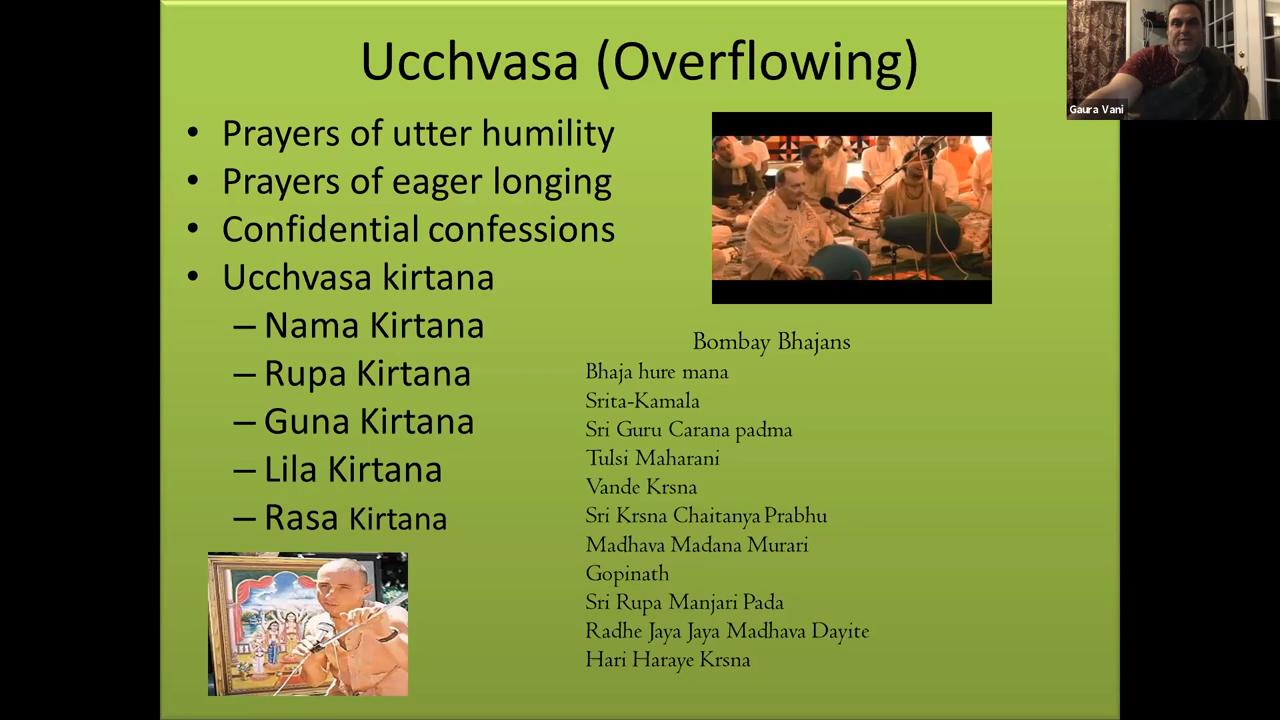 Ucchvasa (Overflowing)
• Prayers of utter humility
• Prayers of eager longing
• Confidential confessions
• Ucchvasa kirtana
– Nama Kirtana
– Rupa Kirtana
– Guna Kirtana
– Lila Kirtana
– Rasa Kirtana
Bombay Bhajans
Bhaja hure mana
Srita-Kamala
Sri Guru Carana padma
Tulsi Maharani
Vande Krsna
Sri Krsna Chaitanya Prabhu
Madhava Madana Murari
Gopinath
Sri Rupa Manjari Pada
Radhe Jaya Jaya Madhava Dayite
Hari Haraye Krsna
Gaura Vani